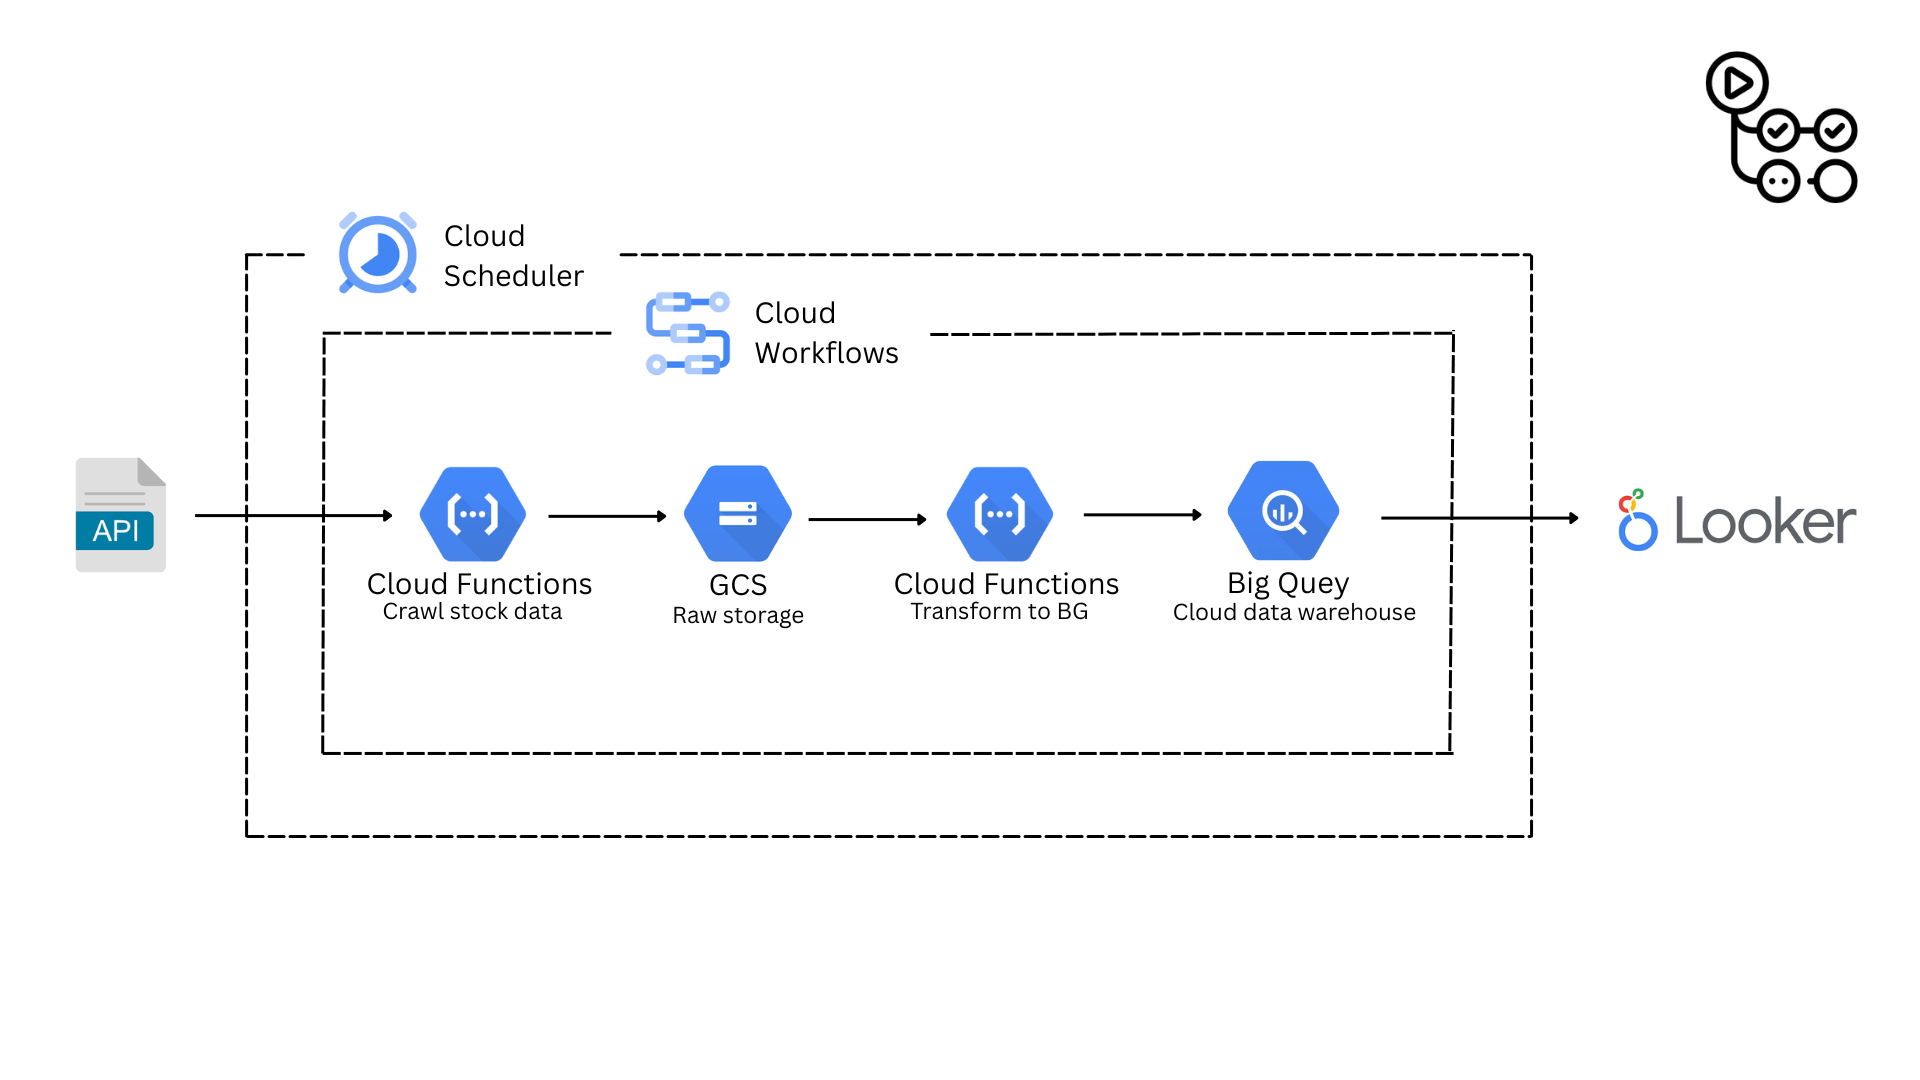 Cloud
Scheduler
Cloud
Workflows
API
Cloud Functions
Crawl stock data
GCS
Raw storage
Cloud Functions
Transform to BG
Big Quey
Cloud data warehouse
Looker